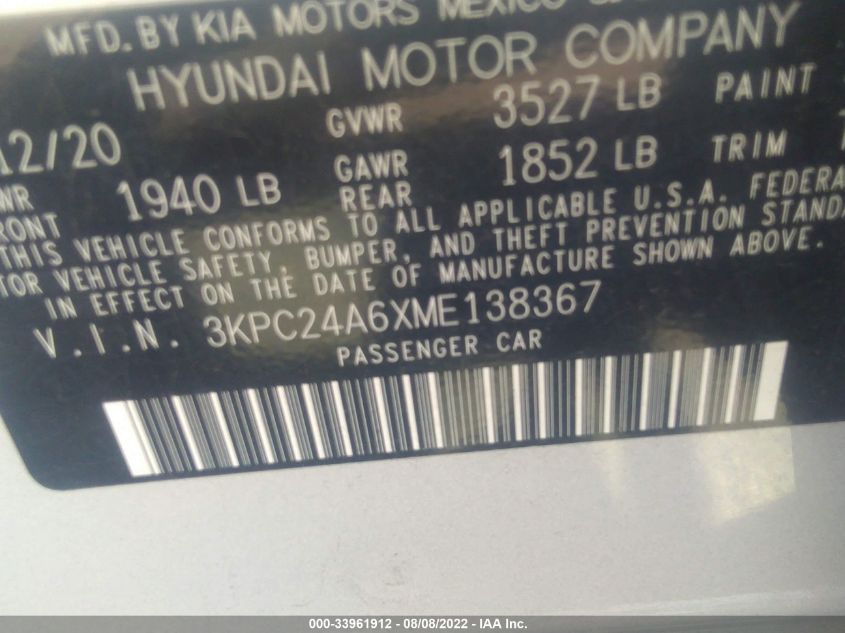 MFD. BY KIA MOTORS MEXICO
HYUNDAI MOTOR COMPANY
12/20 GVWR 3527 LB PAINT
1940 LB GAWR REAR 1852 LB TRIM
THIS VEHICLE CONFORMS TO ALL APPLICABLE U.S.A. FEDERA
TOR VEHICLE SAFETY, BUMPER, AND THEFT PREVENTION STANDA
IN EFFECT ON THE DATE OF MANUFACTURE SHOWN ABOVE.
V.I.N. 3KPC24A6XME138367
PASSENGER CAR
000-33961912 - 08/08/2022 - IAA Inc.